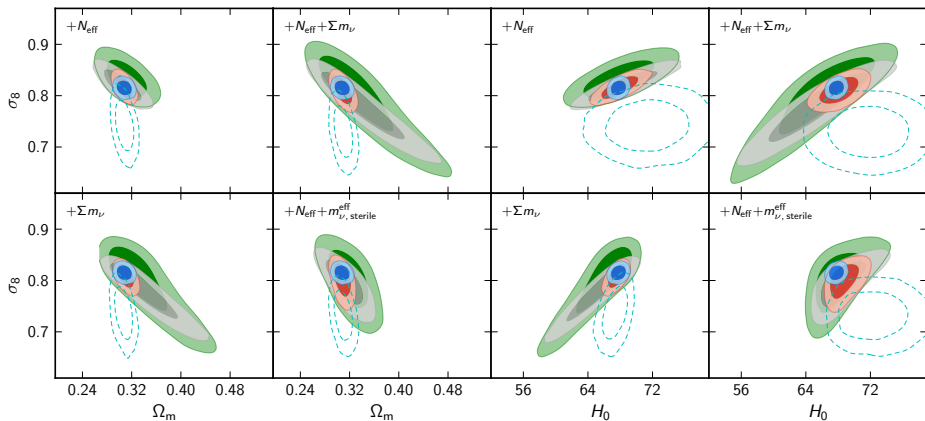 +N_eff
+N_eff+Σm_ν
+N_eff
+N_eff+Σm_ν
0.9
0.8
0.7
σ_8
+Σm_ν
+N_eff+m^eff_ν, sterile
+Σm_ν
+N_eff+m^eff_ν, sterile
0.9
0.8
0.7
σ_8
0.24 0.32 0.40 0.48
0.24 0.32 0.40 0.48
56 64 72
56 64 72
Ω_m
Ω_m
H_0
H_0